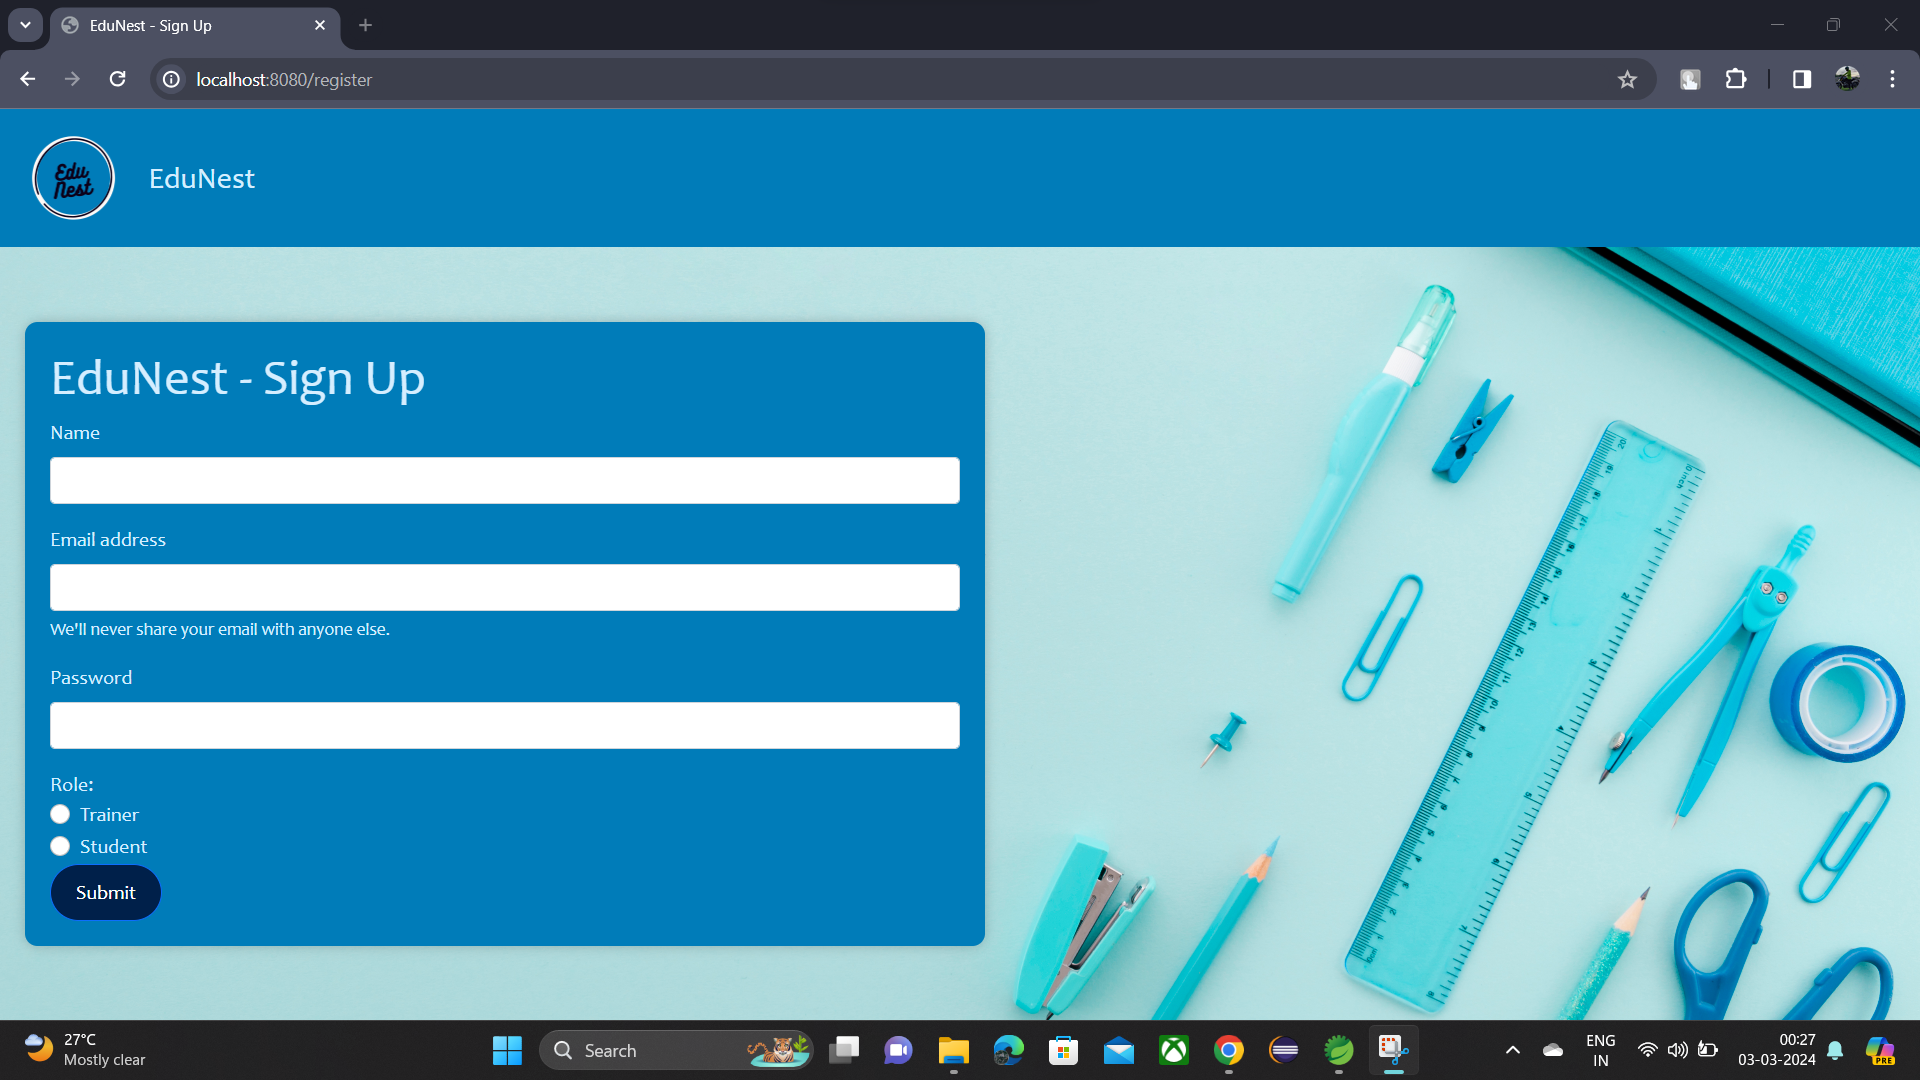 EduNest - Sign Up
localhost:8080/register
Edu
Nest
EduNest
EduNest - Sign Up
Name
Email address
We'll never share your email with anyone else.
Password
Role:
Trainer
Student
Submit
27°C
Mostly clear
Search
ENG
IN
00:27
03-03-2024
PRE